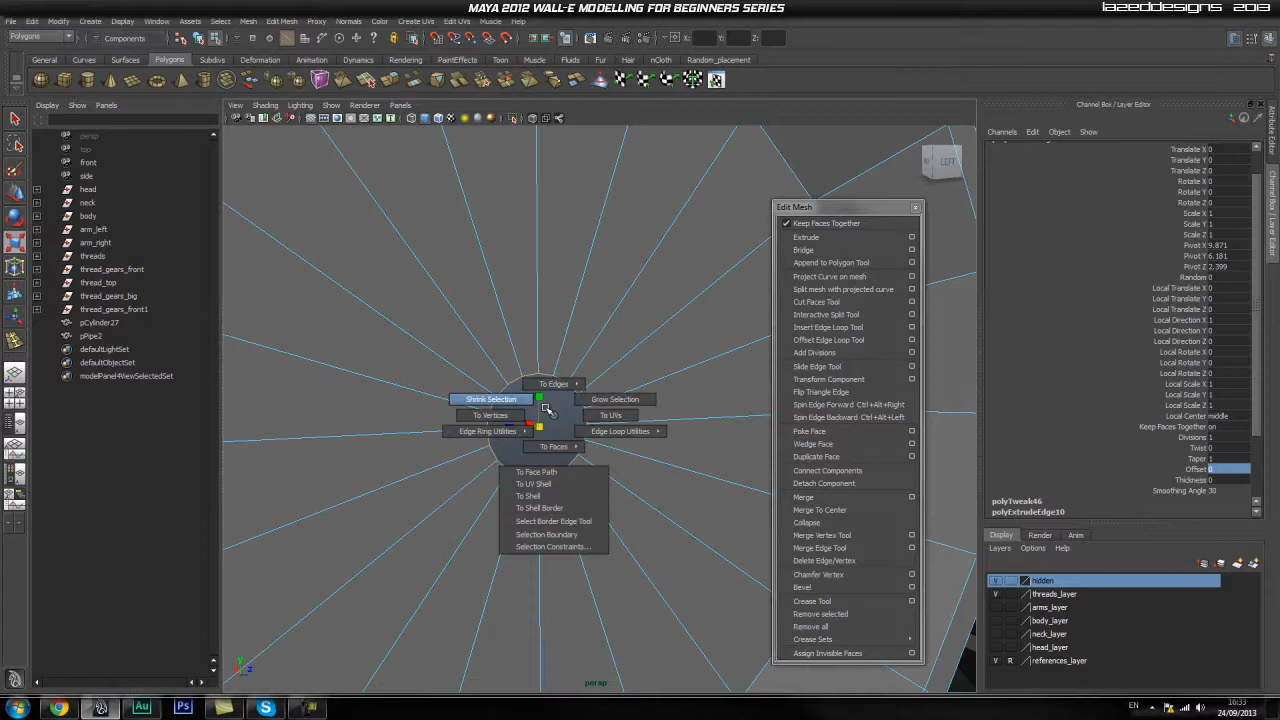 MAYA 2012 WALL-E MODELLING FOR BEGINNERS SERIES
LAZEDDESIGNS 2013
File Edit Modify Create Display Window Assets Select Mesh Edit Mesh Proxy Normals Color Create UVs Edit UVs Muscle Help
Polygons
Components
X: Y: Z:
General Curves Surfaces Polygons Subdivs Deformation Animation Dynamics Rendering PaintEffects Toon Muscle Fluids Fur Hair nCloth Random_placement
Display Show Panels
persp
top
front
side
head
neck
body
arm_left
arm_right
threads
thread_gears_front
thread_top
thread_gears_big
thread_gears_front1
pCylinder27
pPipe2
defaultLightSet
defaultObjectSet
modelPanel4ViewSelectedSet
View Shading Lighting Show Renderer Panels
LEFT
To Edges
Shrink Selection
Grow Selection
To Vertices
To UVs
Edge Ring Utilities
Edge Loop Utilities
To Faces
To Face Path
To UV Shell
To Shell
To Shell Border
Select Border Edge Tool
Selection Boundary
Selection Constraints...
persp
Edit Mesh
Keep Faces Together
Extrude
Bridge
Append to Polygon Tool
Project Curve on mesh
Split mesh with projected curve
Cut Faces Tool
Interactive Split Tool
Insert Edge Loop Tool
Offset Edge Loop Tool
Add Divisions
Slide Edge Tool
Transform Component
Flip Triangle Edge
Spin Edge Forward Ctrl+Alt+Right
Spin Edge Backward Ctrl+Alt+Left
Poke Face
Wedge Face
Duplicate Face
Connect Components
Detach Component
Merge
Merge To Center
Collapse
Merge Vertex Tool
Merge Edge Tool
Delete Edge/Vertex
Chamfer Vertex
Bevel
Crease Tool
Remove selected
Remove all
Crease Sets
Assign Invisible Faces
Channel Box / Layer Editor
Channels Edit Object Show
Translate X 0
Translate Y 0
Translate Z 0
Rotate X 0
Rotate Y 0
Rotate Z 0
Scale X 1
Scale Y 1
Scale Z 1
Pivot X 9.871
Pivot Y 6.181
Pivot Z 2.399
Random 0
Local Translate X 0
Local Translate Y 0
Local Translate Z 0
Local Direction X 1
Local Direction Y 0
Local Direction Z 0
Local Rotate X 0
Local Rotate Y 0
Local Rotate Z 0
Local Scale X 1
Local Scale Y 1
Local Scale Z 1
Local Center middle
Keep Faces Together on
Divisions 1
Twist 0
Taper 1
Offset 0
Thickness 0
Smoothing Angle 30
polyTweak46
polyExtrudeEdge10
Display Render Anim
Layers Options Help
V hidden
V threads_layer
arms_layer
body_layer
neck_layer
head_layer
V R references_layer
Attribute Editor
Channel Box / Layer Editor
EN
16:33
24/09/2013